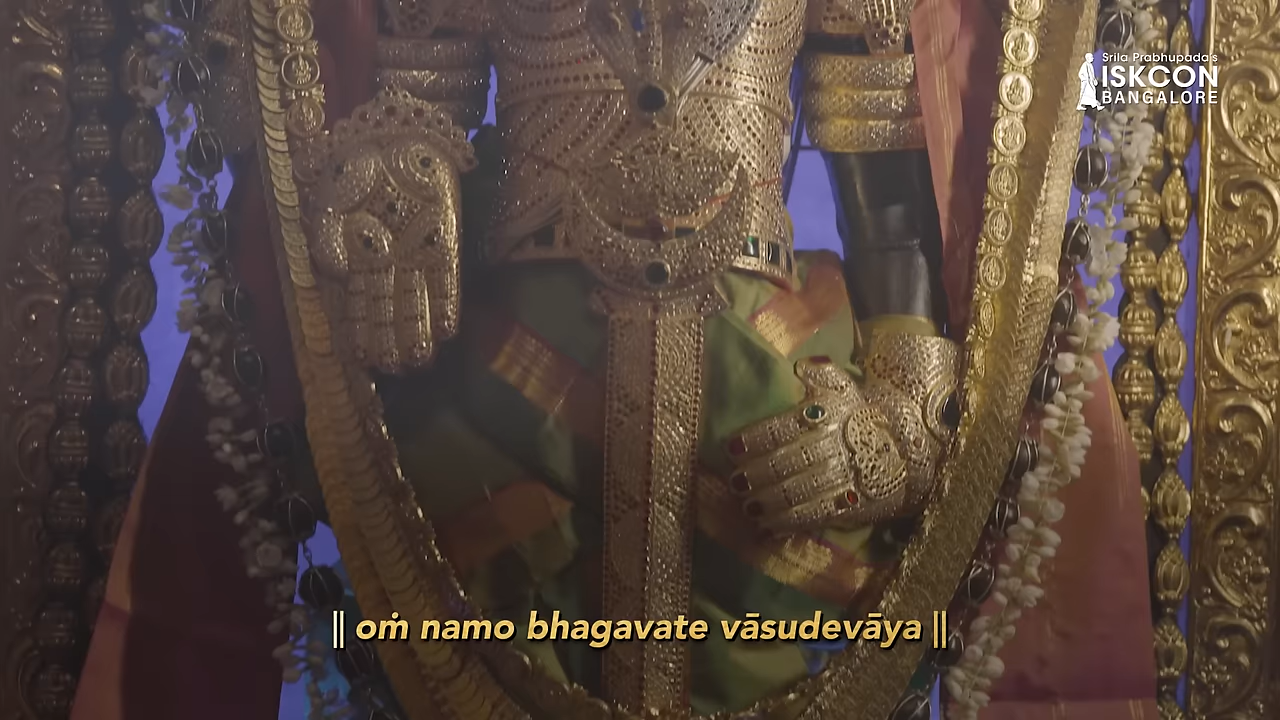 Srila Prabhupada's
ISKCON
BANGALORE
|| oṁ namo bhagavate vāsudevāya ||